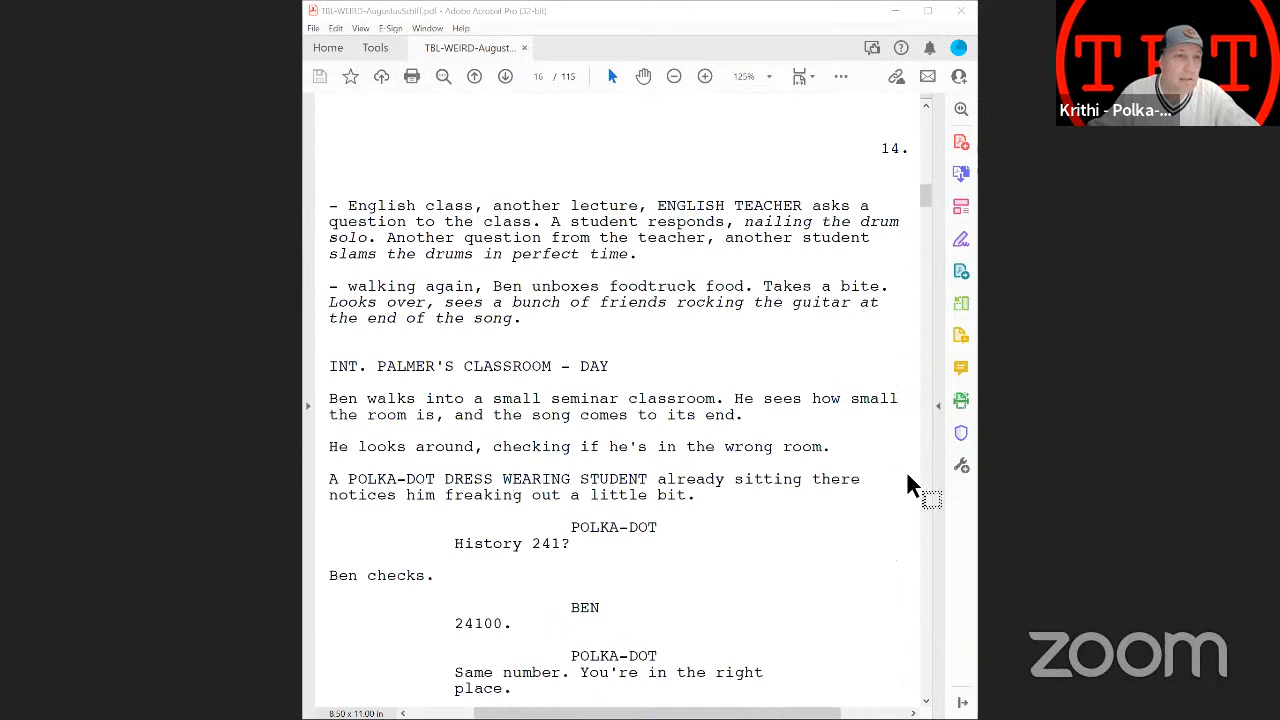 TBL-WEIRD-AugustusSchiff.pdf - Adobe Acrobat Pro (32-bit)
File Edit View E-Sign Window Help
Home Tools TBL-WEIRD-August... ×
16 / 115 125%
T B T
Krithi - Polka-...
14.
- English class, another lecture, ENGLISH TEACHER asks a
question to the class. A student responds, nailing the drum
solo. Another question from the teacher, another student
slams the drums in perfect time.
- walking again, Ben unboxes foodtruck food. Takes a bite.
Looks over, sees a bunch of friends rocking the guitar at
the end of the song.
INT. PALMER'S CLASSROOM - DAY
Ben walks into a small seminar classroom. He sees how small
the room is, and the song comes to its end.
He looks around, checking if he's in the wrong room.
A POLKA-DOT DRESS WEARING STUDENT already sitting there
notices him freaking out a little bit.
POLKA-DOT
History 241?
Ben checks.
BEN
24100.
POLKA-DOT
Same number. You're in the right
place.
8.50 x 11.00 in
zoom